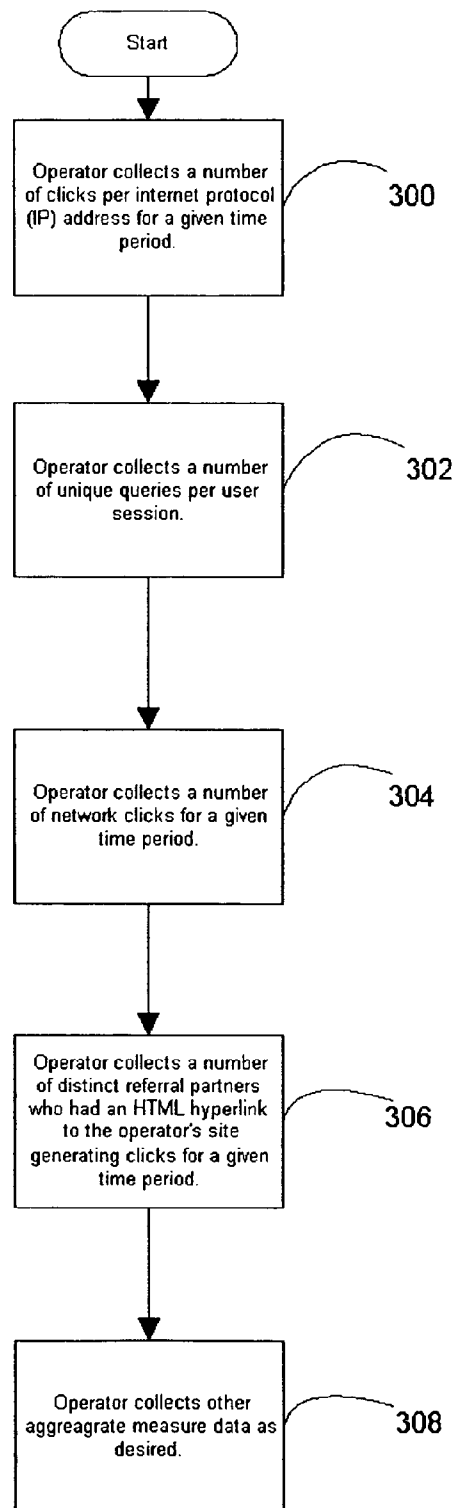 Start
Operator collects a number
of clicks per internet protocol
(IP) address for a given time
period.
300
Operator collects a number
of unique queries per user
session.
302
Operator collects a number
of network clicks for a given
time period.
304
Operator collects a number
of distinct referral partners
who had an HTML hyperlink
to the operator's site
generating clicks for a given
time period.
306
Operator collects other
aggreagrate measure data as
desired.
308